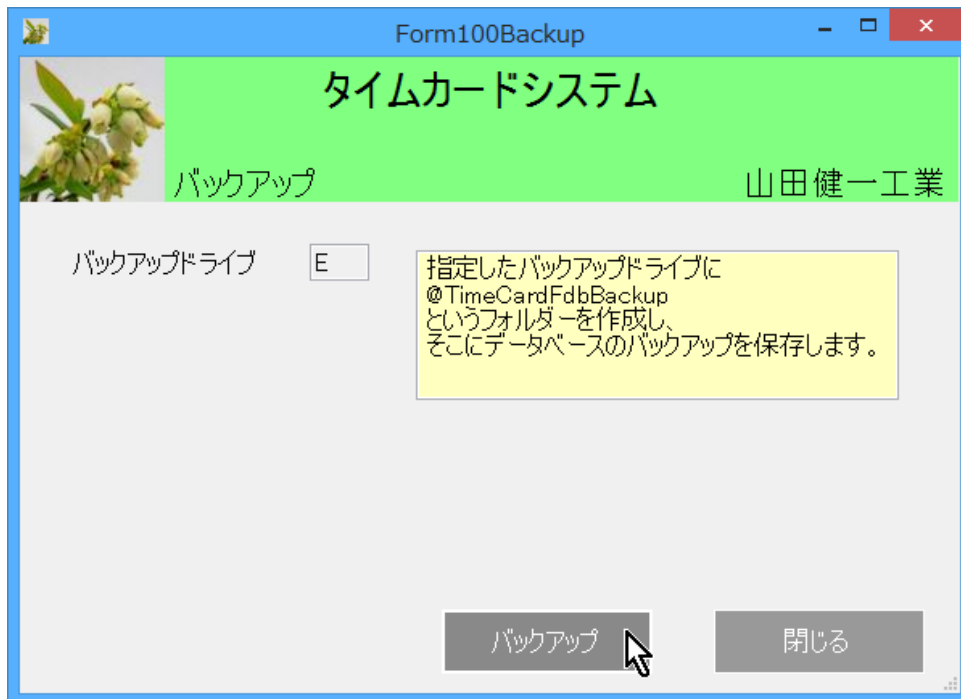 Form100Backup
タイムカードシステム
バックアップ
山田健一工業
バックアップドライブ
E
指定したバックアップドライブに
@TimeCardFdbBackup
というフォルダーを作成し、
そこにデータベースのバックアップを保存します。
バックアップ
閉じる